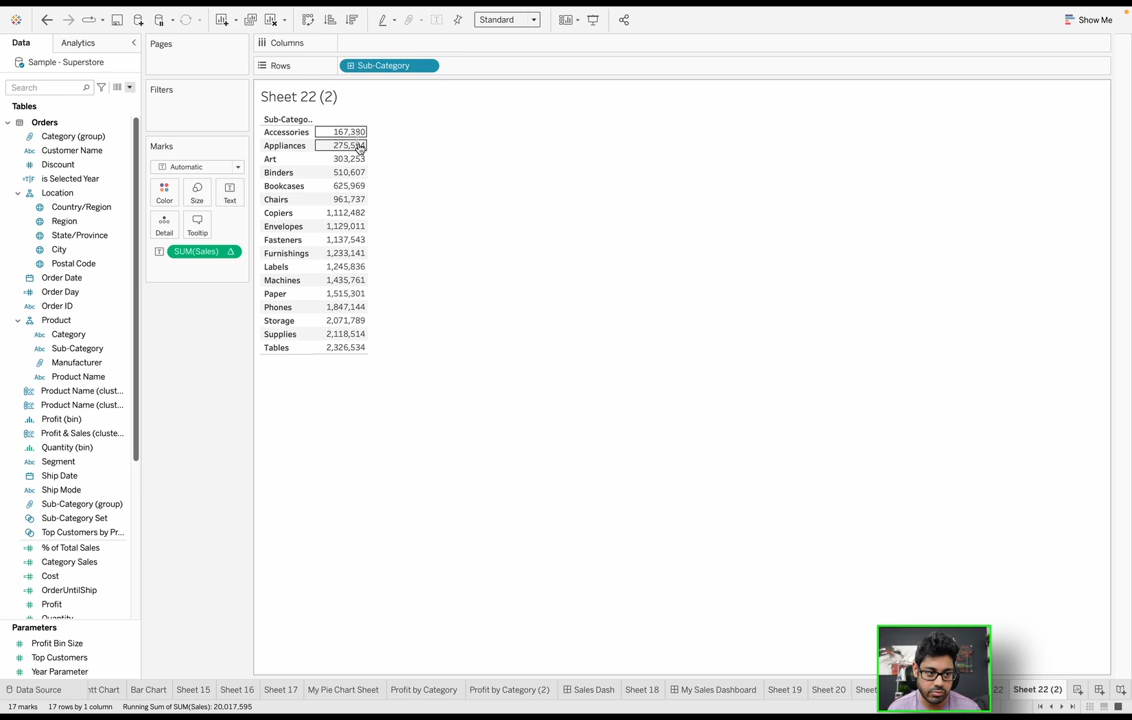 Standard
Show Me
Data
Analytics
Sample - Superstore
Search
Tables
Orders
Category (group)
Customer Name
Discount
is Selected Year
Location
Country/Region
Region
State/Province
City
Postal Code
Order Date
Order Day
Order ID
Product
Category
Sub-Category
Manufacturer
Product Name
Product Name (clust...
Product Name (clust...
Profit (bin)
Profit & Sales (cluste...
Quantity (bin)
Segment
Ship Date
Ship Mode
Sub-Category (group)
Sub-Category Set
Top Customers by Pr...
% of Total Sales
Category Sales
Cost
OrderUntilShip
Profit
Quantity
Parameters
Profit Bin Size
Top Customers
Year Parameter
Pages
Filters
Marks
Automatic
Color Size Text
Detail Tooltip
SUM(Sales)
Columns
Rows Sub-Category
Sheet 22 (2)
Sub-Catego..
Accessories 167,380
Appliances
Art 303,253
Binders 510,607
Bookcases 625,969
Chairs 961,737
Copiers 1,112,482
Envelopes 1,129,011
Fasteners 1,137,543
Furnishings 1,233,141
Labels 1,245,836
Machines 1,435,761
Paper 1,515,301
Phones 1,847,144
Storage 2,071,789
Supplies 2,118,514
Tables 2,326,534
Data Source tt Chart Bar Chart Sheet 15 Sheet 16 Sheet 17 My Pie Chart Sheet Profit by Category Profit by Category (2) Sales Dash Sheet 18 My Sales Dashboard Sheet 19 Sheet 20 Sheet 22 Sheet 22 (2)
17 marks 17 rows by 1 column Running Sum of SUM(Sales): 20,017,595